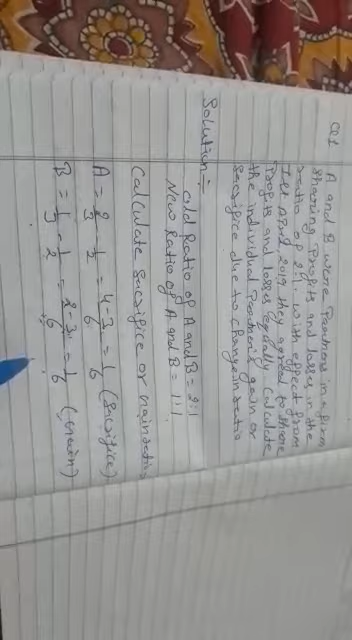 Q1 A and B were Partners in a firm
sharing Profits and losses in the
ratio of 2:1. with effect from
1st April 2019 they agreed to share
Profits and losses equally Calculate
the individual Partner's gain or
sacrifice due to change in ratio
Solution :-
Old Ratio of A and B = 2:1
New Ratio of A and B = 1:1
Calculate Sacrifice or Gain ratio
A = 2/3 - 1/2 = 4-3/6 = 1/6 (Sacrifice)
B = 1/3 - 1/2 = 2-3/6 = 1/6 (Gain)